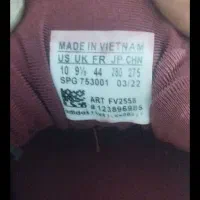 MADE IN VIETNAM
US UK FR JP CHN
10 9½ 44 280 275
SPG 753001 03/22
ART FV2558